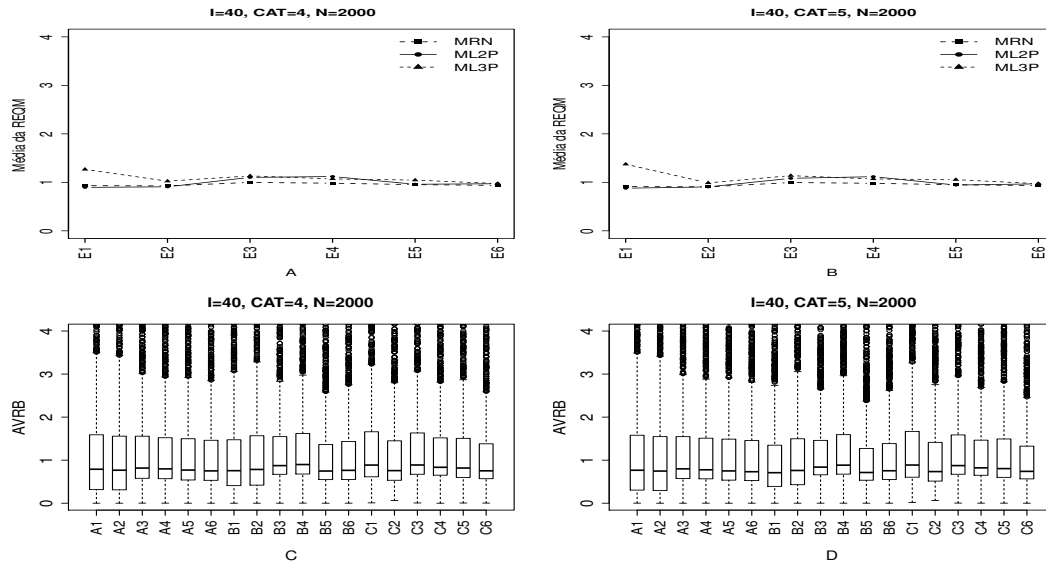 I=40, CAT=4, N=2000
Média da REQM
4
3
2
1
0
MRN
ML2P
ML3P
E1 E2 E3 E4 E5 E6
A
I=40, CAT=5, N=2000
Média da REQM
4
3
2
1
0
MRN
ML2P
ML3P
E1 E2 E3 E4 E5 E6
B
I=40, CAT=4, N=2000
AVRB
4
3
2
1
0
A1 A2 A3 A4 A5 A6 B1 B2 B3 B4 B5 B6 C1 C2 C3 C4 C5 C6
C
I=40, CAT=5, N=2000
AVRB
4
3
2
1
0
A1 A2 A3 A4 A5 A6 B1 B2 B3 B4 B5 B6 C1 C2 C3 C4 C5 C6
D